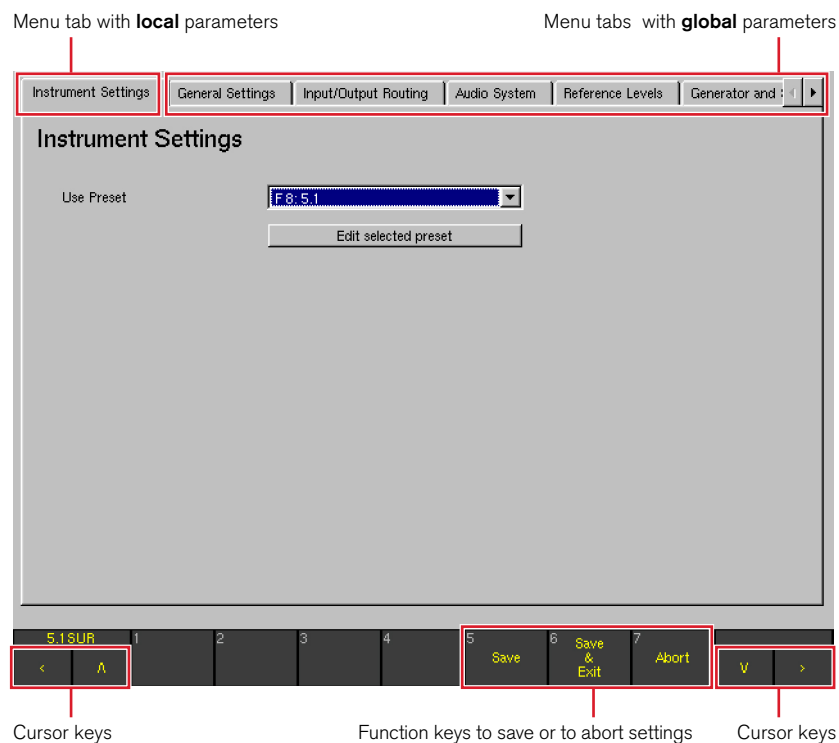 Menu tab with local parameters
Menu tabs with global parameters
Instrument Settings
General Settings
Input/Output Routing
Audio System
Reference Levels
Generator and
Instrument Settings
Use Preset
F 8: 5.1
Edit selected preset
5.1SUR
1
2
3
4
5
6
7
Save
Save
&
Exit
Abort
<
Λ
V
>
Cursor keys
Function keys to save or to abort settings
Cursor keys